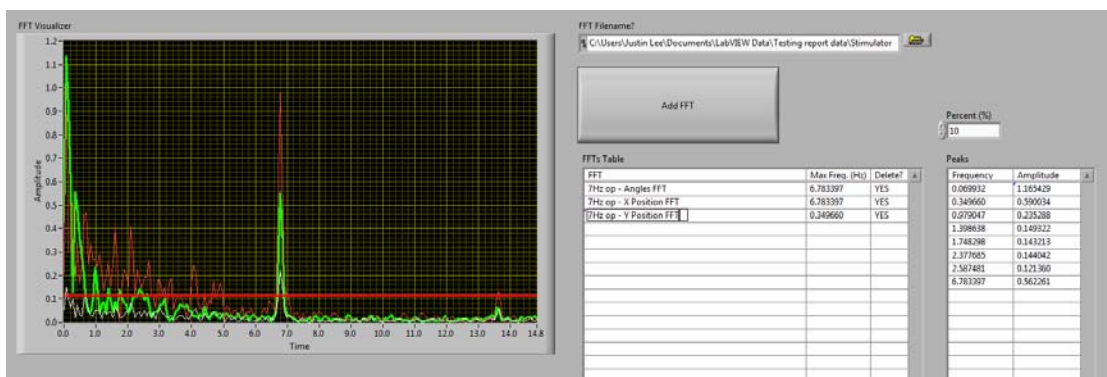 FFT Visualizer
1.2
1.1
1.0
0.9
0.8
0.7
0.6
0.5
0.4
0.3
0.2
0.1
0.0
Amplitude
0.0 1.0 2.0 3.0 4.0 5.0 6.0 7.0 8.0 9.0 10.0 11.0 12.0 13.0 14.0 14.8
Time
FFT Filename?
C:\Users\Justin Lee\Documents\LabVIEW Data\Testing report data\Stimulator
Add FFT
Percent (%)
10
FFTs Table
FFT Max Freq. (Hz) Delete?
7Hz op - Angles FFT 6.783397 YES
7Hz op - X Position FFT 6.783397 YES
7Hz op - Y Position FFT 0.349660 YES
Peaks
Frequency Amplitude
0.069932 1.165429
0.349660 0.590034
0.979047 0.235288
1.398638 0.149322
1.748298 0.143213
2.377685 0.144042
2.587481 0.121360
6.783397 0.562261